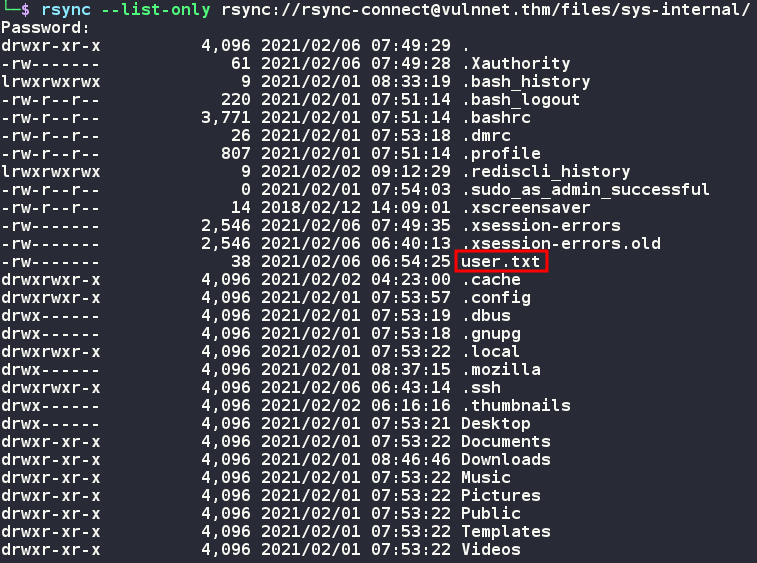 └─$ rsync --list-only rsync://rsync-connect@vulnnet.thm/files/sys-internal/
Password:
drwxr-xr-x          4,096 2021/02/06 07:49:29 .
-rw-------             61 2021/02/06 07:49:28 .Xauthority
lrwxrwxrwx              9 2021/02/01 08:33:19 .bash_history
-rw-r--r--            220 2021/02/01 07:51:14 .bash_logout
-rw-r--r--          3,771 2021/02/01 07:51:14 .bashrc
-rw-r--r--             26 2021/02/01 07:53:18 .dmrc
-rw-r--r--            807 2021/02/01 07:51:14 .profile
lrwxrwxrwx              9 2021/02/02 09:12:29 .rediscli_history
-rw-r--r--              0 2021/02/01 07:54:03 .sudo_as_admin_successful
-rw-r--r--             14 2018/02/12 14:09:01 .xscreensaver
-rw-------          2,546 2021/02/06 07:49:35 .xsession-errors
-rw-------          2,546 2021/02/06 06:40:13 .xsession-errors.old
-rw-------             38 2021/02/06 06:54:25 user.txt
drwxrwxr-x          4,096 2021/02/02 04:23:00 .cache
drwxrwxr-x          4,096 2021/02/01 07:53:57 .config
drwx------          4,096 2021/02/01 07:53:19 .dbus
drwx------          4,096 2021/02/01 07:53:18 .gnupg
drwxrwxr-x          4,096 2021/02/01 07:53:22 .local
drwx------          4,096 2021/02/01 08:37:15 .mozilla
drwxrwxr-x          4,096 2021/02/06 06:43:14 .ssh
drwx------          4,096 2021/02/02 06:16:16 .thumbnails
drwx------          4,096 2021/02/01 07:53:21 Desktop
drwxr-xr-x          4,096 2021/02/01 07:53:22 Documents
drwxr-xr-x          4,096 2021/02/01 08:46:46 Downloads
drwxr-xr-x          4,096 2021/02/01 07:53:22 Music
drwxr-xr-x          4,096 2021/02/01 07:53:22 Pictures
drwxr-xr-x          4,096 2021/02/01 07:53:22 Public
drwxr-xr-x          4,096 2021/02/01 07:53:22 Templates
drwxr-xr-x          4,096 2021/02/01 07:53:22 Videos